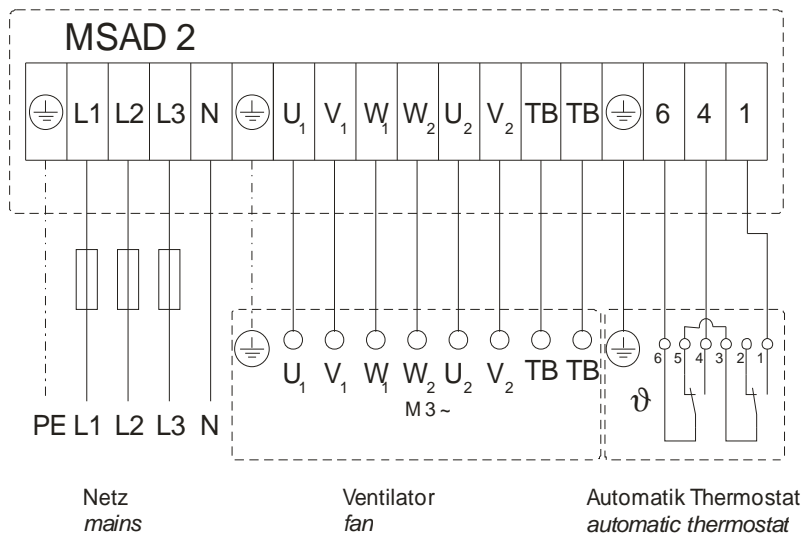 MSAD 2
L1 L2 L3 N U1 V1 W1 W2 U2 V2 TB TB 6 4 1
U1 V1 W1 W2 U2 V2 TB TB
M 3 ~
6 5 4 3 2 1
ϑ
PE L1 L2 L3 N
Netz
mains
Ventilator
fan
Automatik Thermostat
automatic thermostat